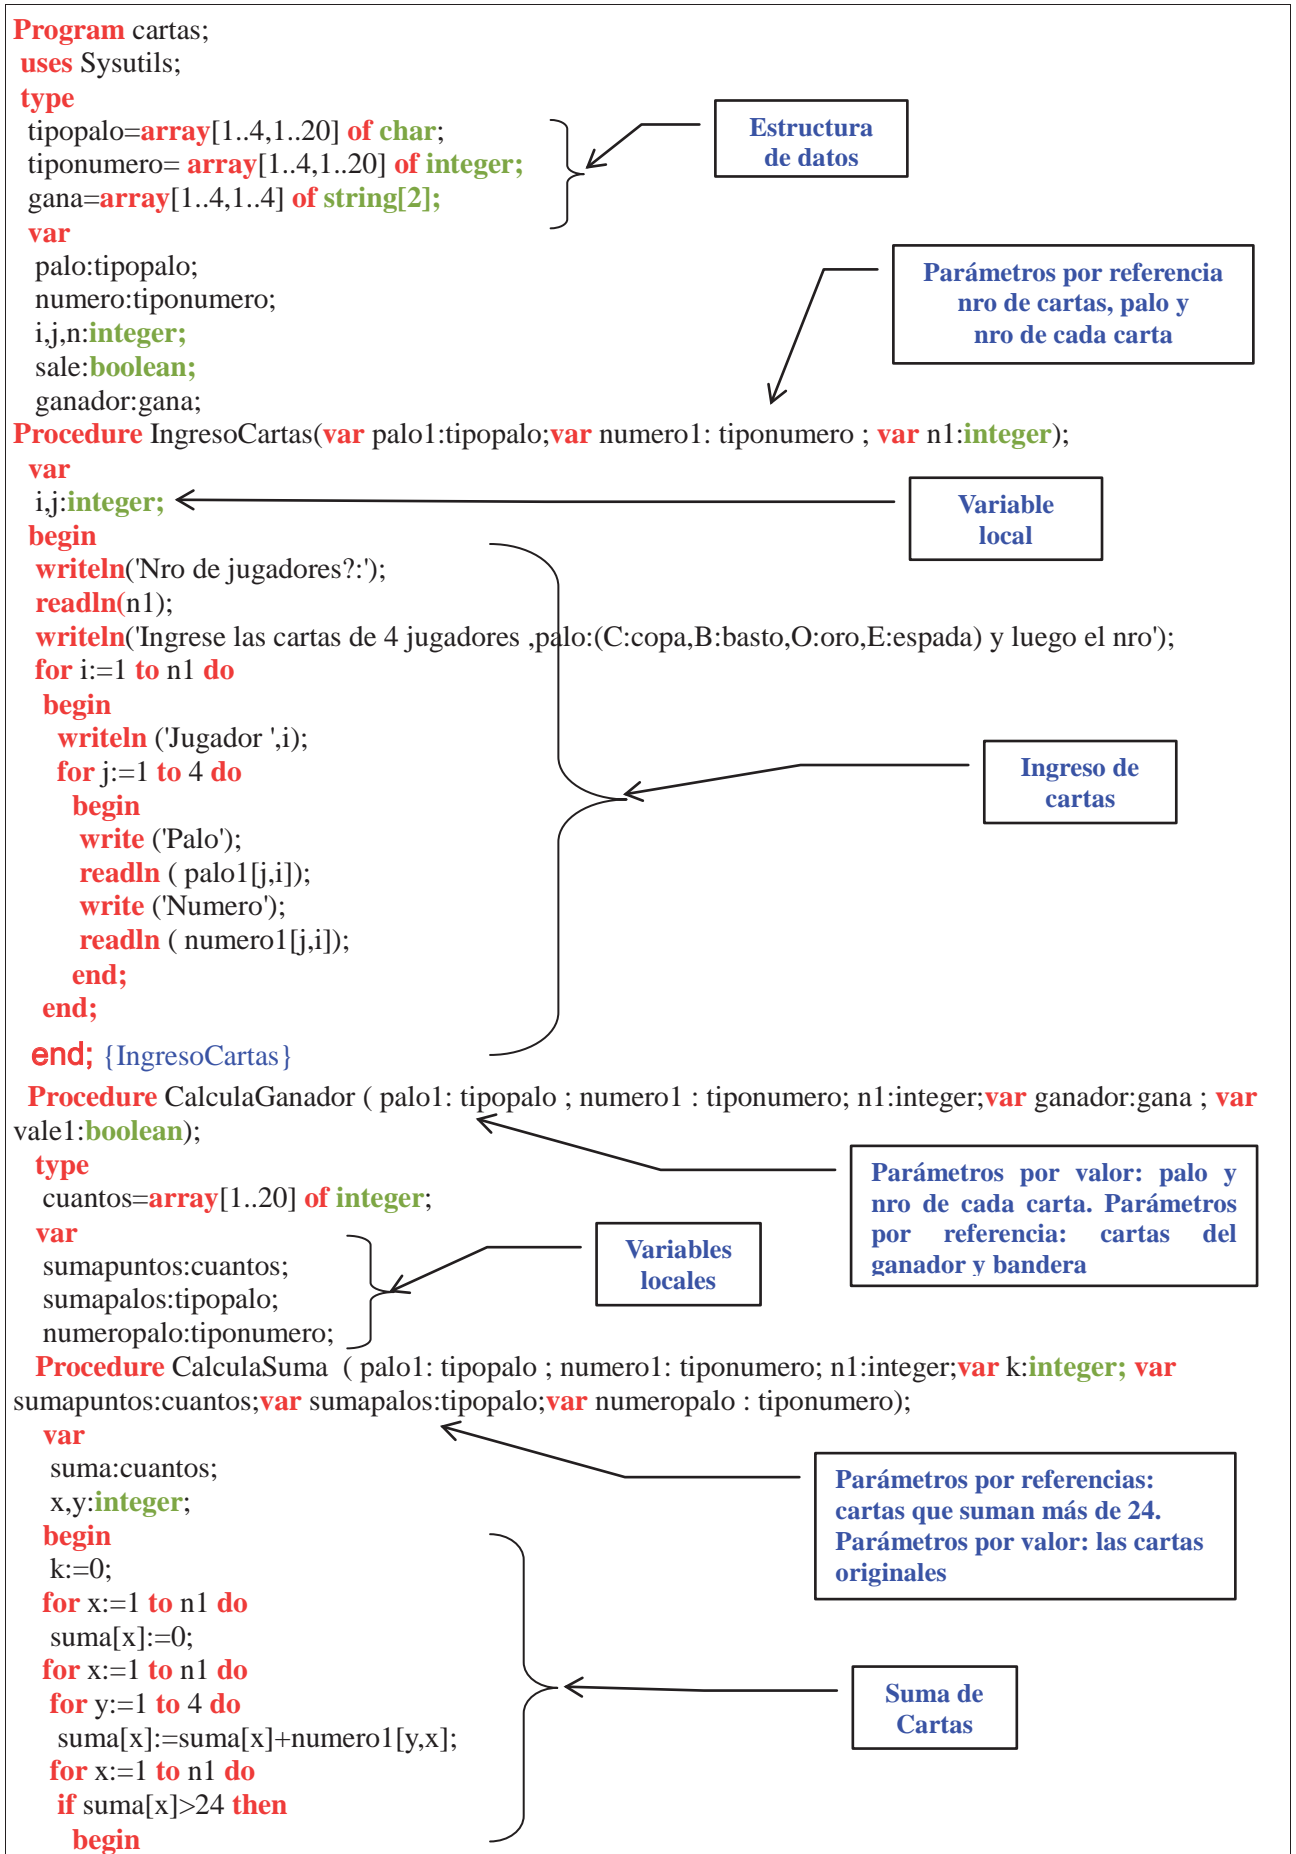 Program cartas;
uses Sysutils;
type
tipopalo=array[1..4,1..20] of char;
tiponumero= array[1..4,1..20] of integer;
gana=array[1..4,1..4] of string[2];
Estructura
de datos
var
palo:tipopalo;
numero:tiponumero;
i,j,n:integer;
sale:boolean;
ganador:gana;
Parámetros por referencia
nro de cartas, palo y
nro de cada carta
Procedure IngresoCartas(var palo1:tipopalo;var numero1: tiponumero ; var n1:integer);
var
i,j:integer;
Variable
local
begin
writeln('Nro de jugadores?:');
readln(n1);
writeln('Ingrese las cartas de 4 jugadores ,palo:(C:copa,B:basto,O:oro,E:espada) y luego el nro');
for i:=1 to n1 do
begin
writeln ('Jugador ',i);
for j:=1 to 4 do
begin
write ('Palo');
readln ( palo1[j,i]);
write ('Numero');
readln ( numero1[j,i]);
end;
end;
Ingreso de
cartas
end; {IngresoCartas}
Procedure CalculaGanador ( palo1: tipopalo ; numero1 : tiponumero; n1:integer;var ganador:gana ; var
vale1:boolean);
type
cuantos=array[1..20] of integer;
Parámetros por valor: palo y
nro de cada carta. Parámetros
por referencia: cartas del
ganador y bandera
var
sumapuntos:cuantos;
sumapalos:tipopalo;
numeropalo:tiponumero;
Variables
locales
Procedure CalculaSuma ( palo1: tipopalo ; numero1: tiponumero; n1:integer;var k:integer; var
sumapuntos:cuantos;var sumapalos:tipopalo;var numeropalo : tiponumero);
var
suma:cuantos;
x,y:integer;
Parámetros por referencias:
cartas que suman más de 24.
Parámetros por valor: las cartas
originales
begin
k:=0;
for x:=1 to n1 do
suma[x]:=0;
for x:=1 to n1 do
for y:=1 to 4 do
suma[x]:=suma[x]+numero1[y,x];
for x:=1 to n1 do
if suma[x]>24 then
begin
Suma de
Cartas